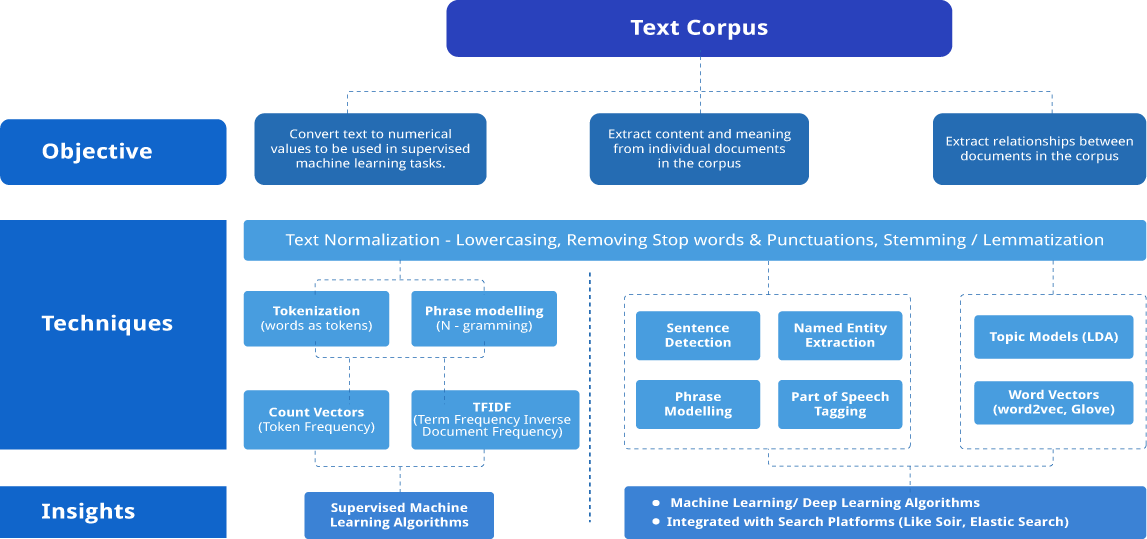 Text Corpus
Objective
Convert text to numerical
values to be used in supervised
machine learning tasks.
Extract content and meaning
from individual documents
in the corpus
Extract relationships between
documents in the corpus
Techniques
Text Normalization - Lowercasing, Removing Stop words & Punctuations, Stemming / Lemmatization
Tokenization
(words as tokens)
Phrase modelling
(N - gramming)
Count Vectors
(Token Frequency)
TFIDF
(Term Frequency Inverse
Document Frequency)
Sentence
Detection
Named Entity
Extraction
Phrase
Modelling
Part of Speech
Tagging
Topic Models (LDA)
Word Vectors
(word2vec, Glove)
Insights
Supervised Machine
Learning Algorithms
● Machine Learning/ Deep Learning Algorithms
● Integrated with Search Platforms (Like Soir, Elastic Search)